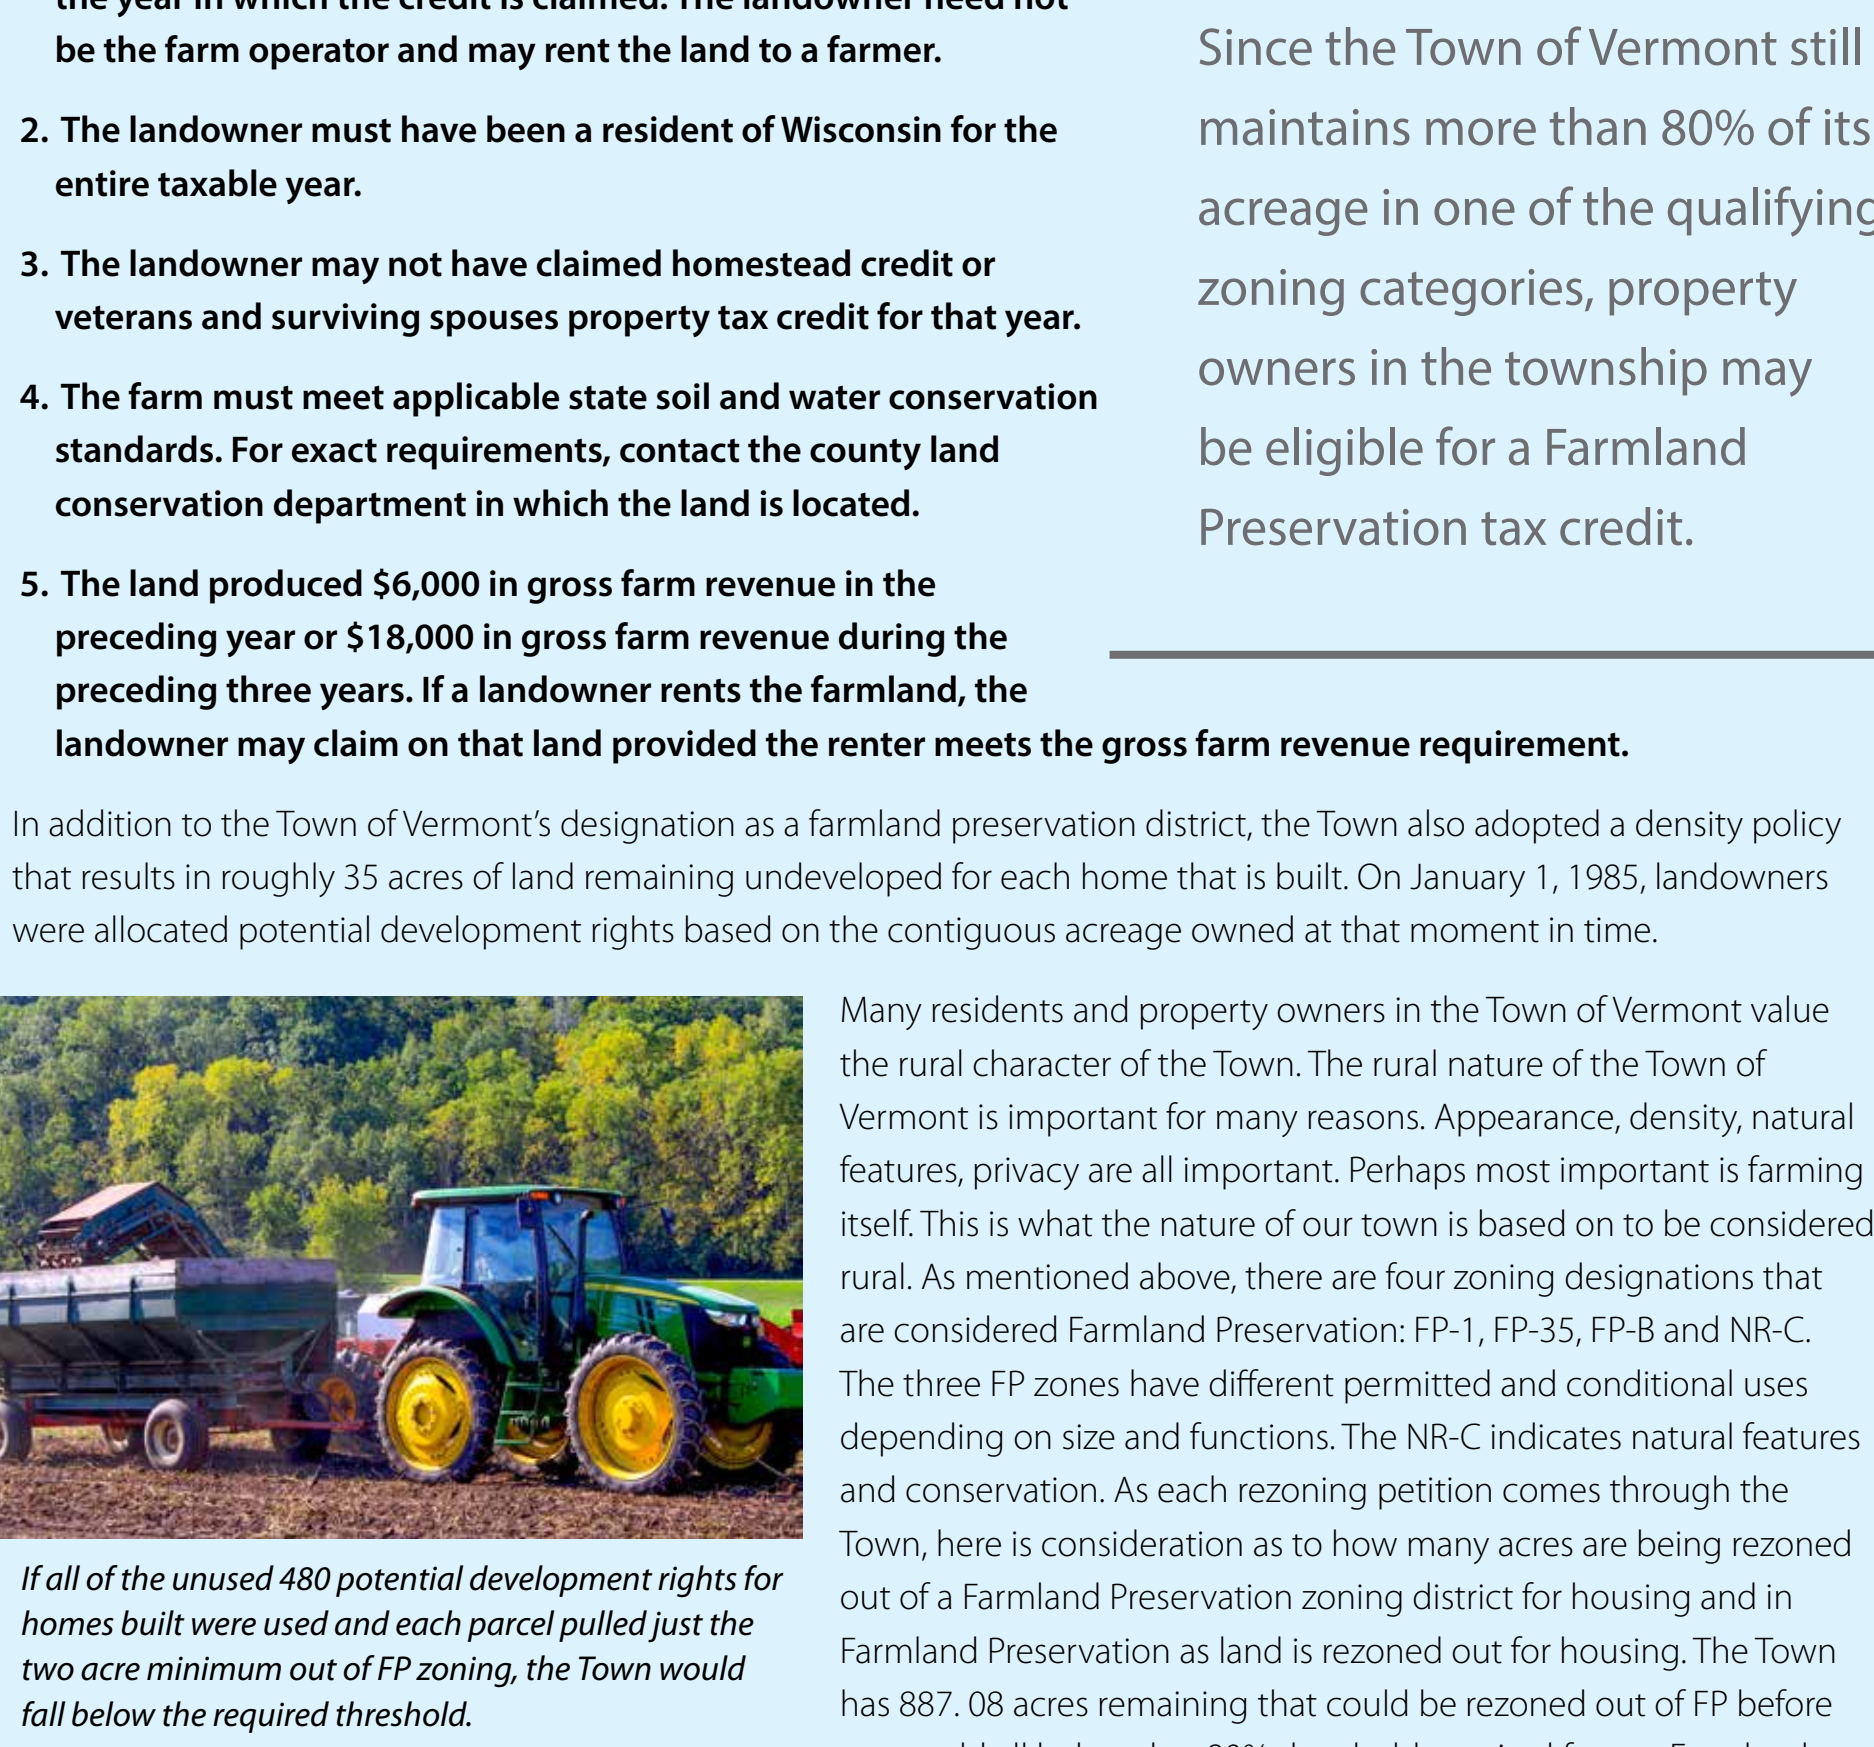 the year in which the credit is claimed. The landowner need not
be the farm operator and may rent the land to a farmer.
2. The landowner must have been a resident of Wisconsin for the
entire taxable year.
3. The landowner may not have claimed homestead credit or
veterans and surviving spouses property tax credit for that year.
4. The farm must meet applicable state soil and water conservation
standards. For exact requirements, contact the county land
conservation department in which the land is located.
5. The land produced $6,000 in gross farm revenue in the
preceding year or $18,000 in gross farm revenue during the
preceding three years. If a landowner rents the farmland, the
landowner may claim on that land provided the renter meets the gross farm revenue requirement.
Since the Town of Vermont still
maintains more than 80% of its
acreage in one of the qualifying
zoning categories, property
owners in the township may
be eligible for a Farmland
Preservation tax credit.
In addition to the Town of Vermont's designation as a farmland preservation district, the Town also adopted a density policy
that results in roughly 35 acres of land remaining undeveloped for each home that is built. On January 1, 1985, landowners
were allocated potential development rights based on the contiguous acreage owned at that moment in time.
If all of the unused 480 potential development rights for
homes built were used and each parcel pulled just the
two acre minimum out of FP zoning, the Town would
fall below the required threshold.
Many residents and property owners in the Town of Vermont value
the rural character of the Town. The rural nature of the Town of
Vermont is important for many reasons. Appearance, density, natural
features, privacy are all important. Perhaps most important is farming
itself. This is what the nature of our town is based on to be considered
rural. As mentioned above, there are four zoning designations that
are considered Farmland Preservation: FP-1, FP-35, FP-B and NR-C.
The three FP zones have different permitted and conditional uses
depending on size and functions. The NR-C indicates natural features
and conservation. As each rezoning petition comes through the
Town, here is consideration as to how many acres are being rezoned
out of a Farmland Preservation zoning district for housing and in
Farmland Preservation as land is rezoned out for housing. The Town
has 887. 08 acres remaining that could be rezoned out of FP before